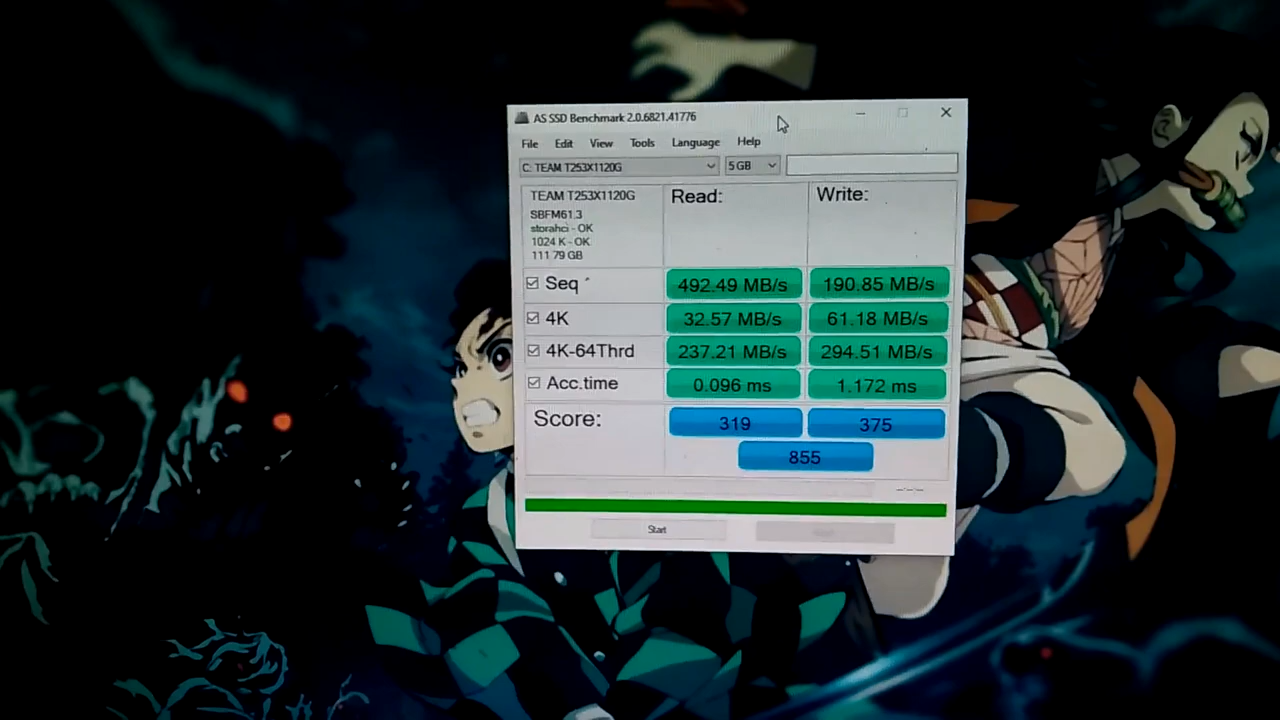 AS SSD Benchmark 2.0.6821.41776
File Edit View Tools Language Help
C: TEAM T253X1120G 5 GB
TEAM T253X1120G Read: Write:
SBFM61.3
storahci - OK
1024 K - OK
111.79 GB
Seq 492.49 MB/s 190.85 MB/s
4K 32.57 MB/s 61.18 MB/s
4K-64Thrd 237.21 MB/s 294.51 MB/s
Acc.time 0.096 ms 1.172 ms
Score: 319 375
855
--:--:--
Start